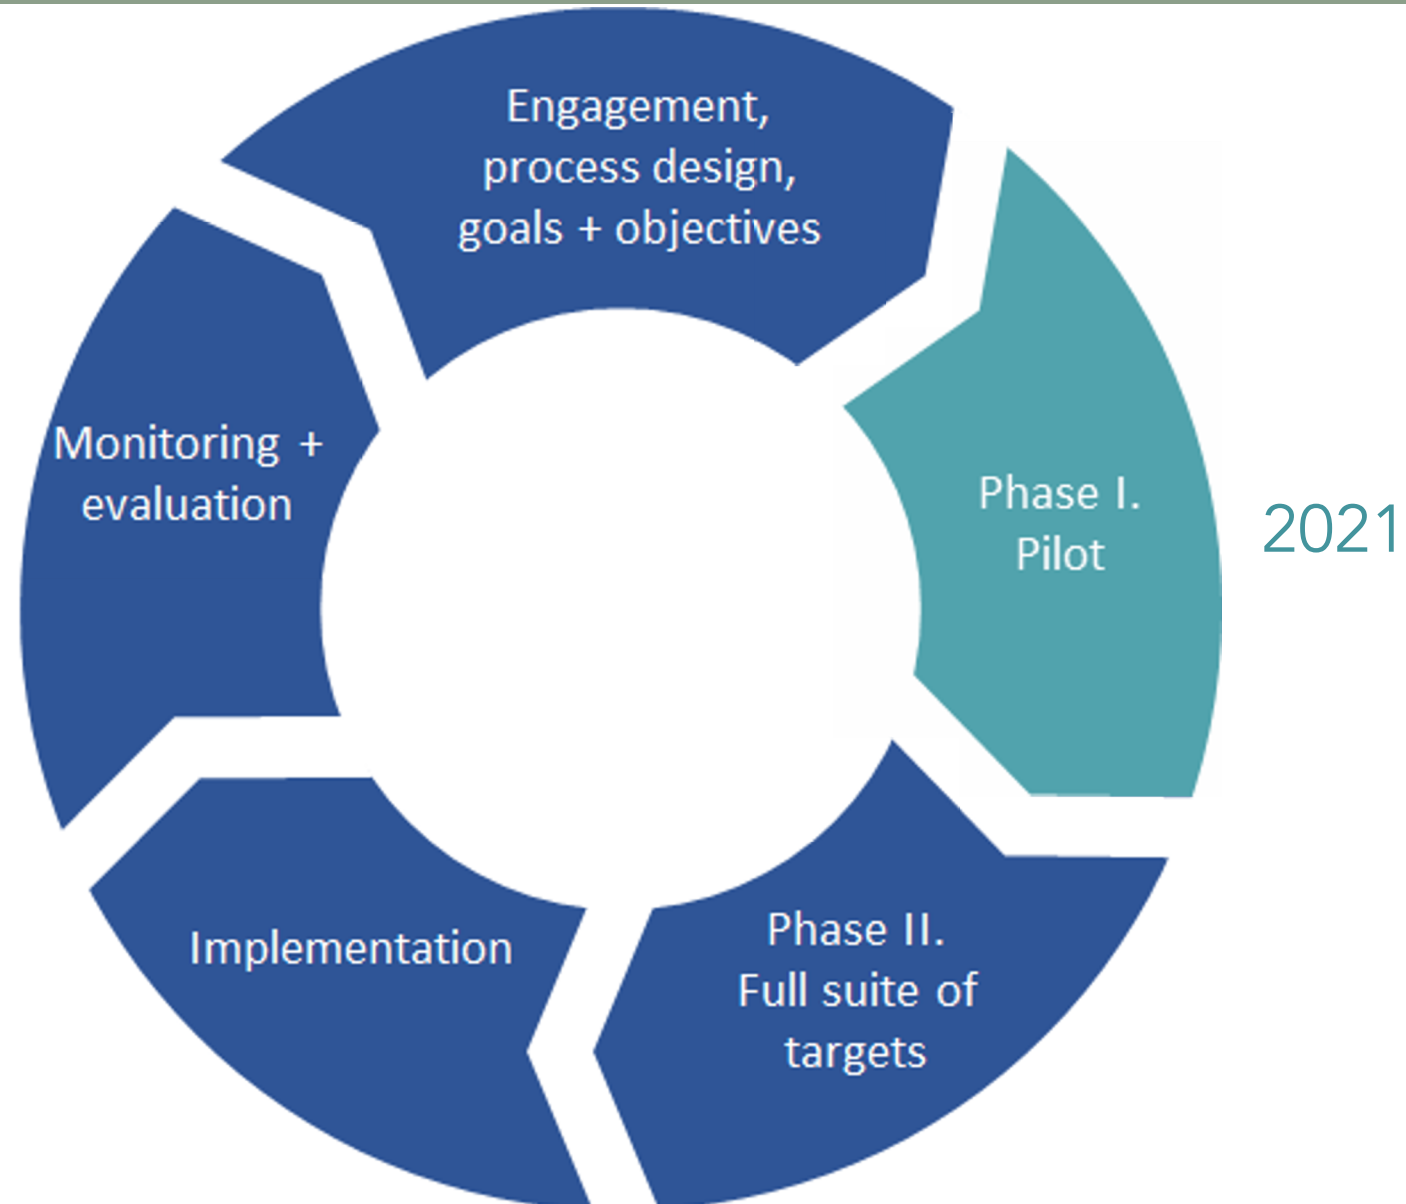 Engagement,
process design,
goals + objectives
Phase I.
Pilot
2021
Phase II.
Full suite of
targets
Implementation
Monitoring +
evaluation